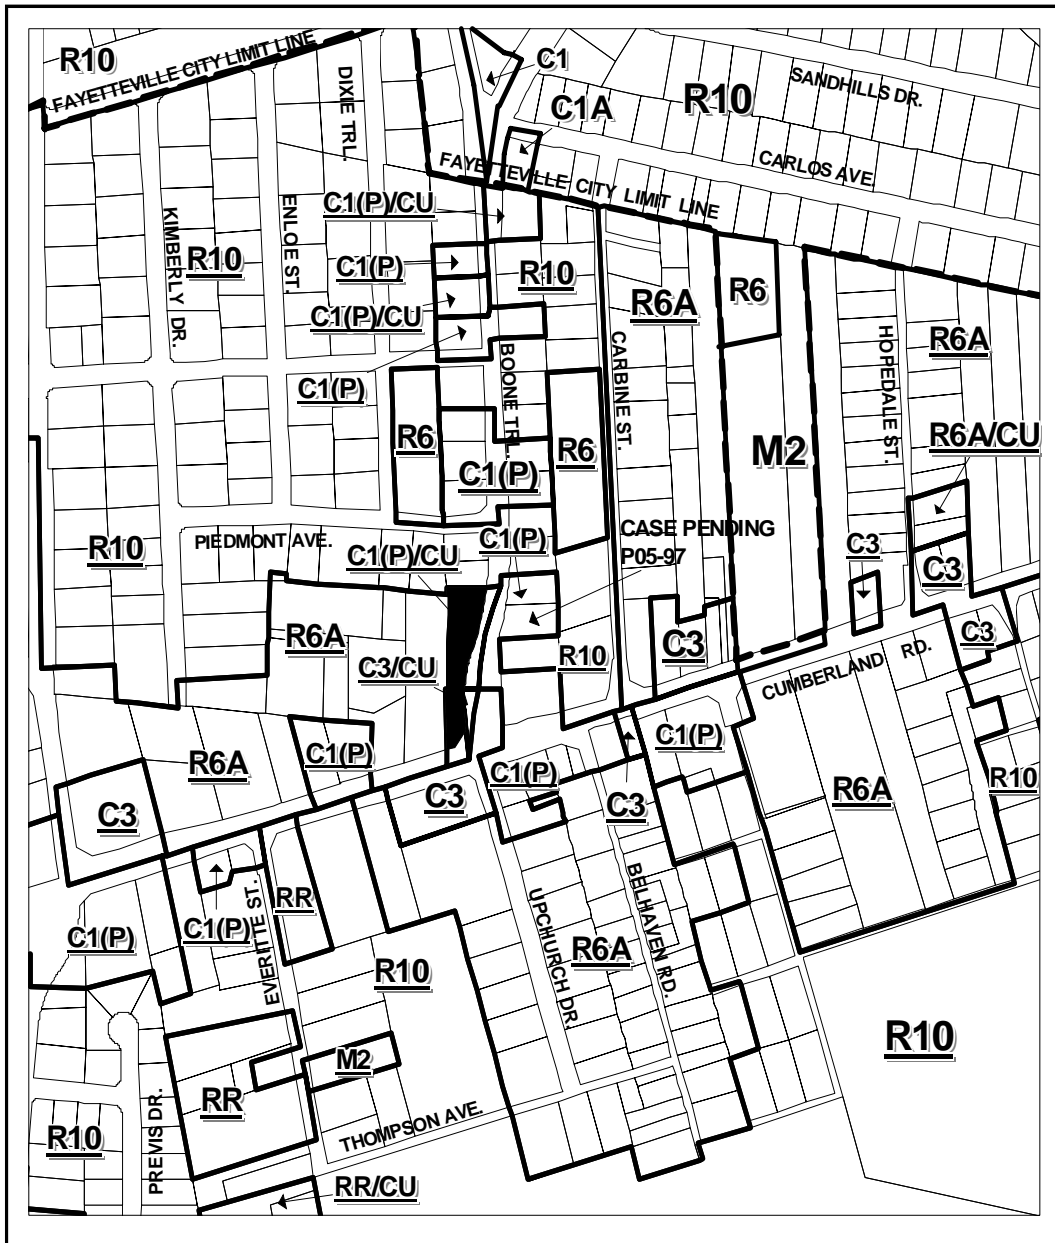 R10
FAYETTEVILLE CITY LIMIT LINE
DIXIE TRL.
C1
C1A
R10
SANDHILLS DR.
CARLOS AVE.
FAYETTEVILLE CITY LIMIT LINE
C1(P)/CU
KIMBERLY DR.
ENLOE ST.
R10
C1(P)
R10
C1(P)/CU
R6A
R6
HOPEDALE ST.
R6A
C1(P)
BOONE TRL.
CARBINE ST.
R6
C1(P)
R6
M2
R6A/CU
R10
PIEDMONT AVE.
C1(P)/CU
C1(P)
CASE PENDING
P05-97
C3
C3
R6A
C3/CU
R10
C3
CUMBERLAND RD.
C3
C1(P)
R6A
C1(P)
C1(P)
C3
C3
C3
R6A
R10
C1(P)
C1(P)
EVERITTE ST.
RR
R10
UPCHURCH DR.
R6A
BELHAVEN RD.
R10
RR
M2
THOMPSON AVE.
R10
PREVIS DR.
RR/CU